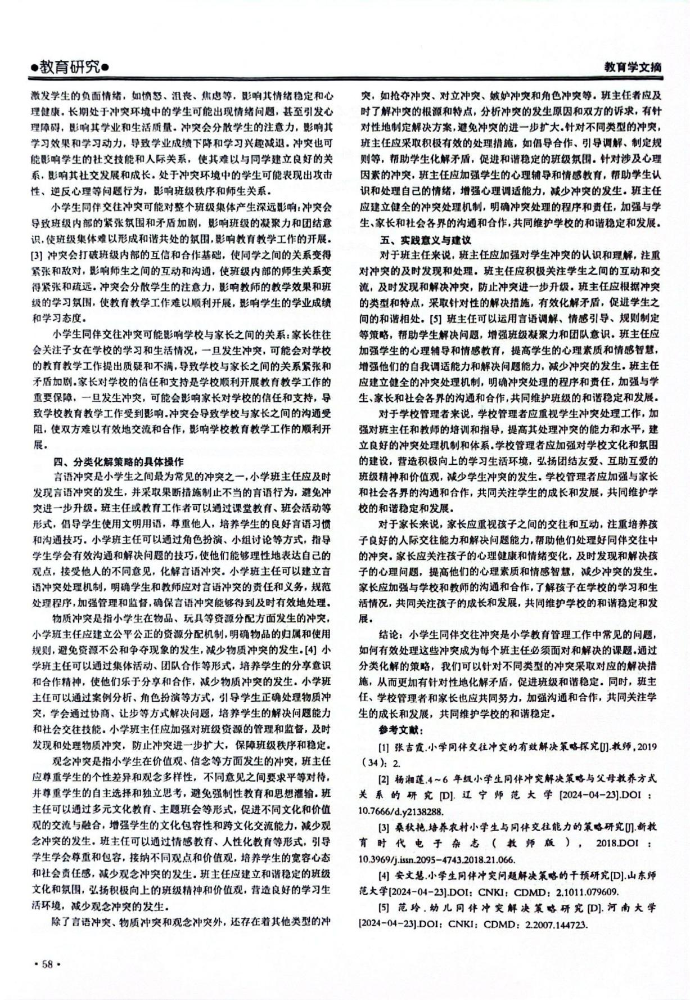 ●教育研究●
教育学文摘
激发学生的负面情绪，如愤怒、沮丧、焦虑等，影响其情绪稳定和心
理健康。长期处于冲突环境中的学生可能出现情绪问题，甚至引发心
理障碍，影响其学业和生活质量。冲突会分散学生的注意力，影响其
学习效果和学习动力，导致学业成绩下降和学习兴趣减退。冲突也可
能影响学生的社交技能和人际关系，使其难以与同学建立良好的关
系，影响其社交发展和成长。处于冲突环境中的学生可能表现出攻击
性、逆反心理等问题行为，影响班级秩序和师生关系。
小学生同伴交往冲突可能对整个班级集体产生深远影响：冲突会
导致班级内部的紧张氛围和矛盾加剧，影响班级的凝聚力和团结意
识，使班级集体难以形成和谐共处的氛围，影响教育教学工作的开展。
[3] 冲突会打破班级内部的互信和合作基础，使同学之间的关系变得
紧张和敌对，影响师生之间的互动和沟通，使班级内部的师生关系变
得紧张和疏远。冲突会分散学生的注意力，影响教师的教学效果和班
级的学习氛围，使教育教学工作难以顺利开展，影响学生的学业成绩
和学习态度。
小学生同伴交往冲突可能影响学校与家长之间的关系：家长往往
会关注子女在学校的学习和生活情况，一旦发生冲突，可能会对学校
的教育教学工作提出质疑和不满，导致学校与家长之间的关系紧张和
矛盾加剧。家长对学校的信任和支持是学校顺利开展教育教学工作的
重要保障，一旦发生冲突，可能会影响家长对学校的信任和支持，导
致学校教育教学工作受到影响。冲突会导致学校与家长之间的沟通受
阻，使双方难以有效地交流和合作，影响学校教育教学工作的顺利开
展。
四、分类化解策略的具体操作
言语冲突是小学生之间最为常见的冲突之一，小学班主任应及时
发现言语冲突的发生，并采取果断措施制止不当的言语行为，避免冲
突进一步升级。班主任或教育工作者可以通过课堂教育、班会活动等
形式，倡导学生使用文明用语，尊重他人，培养学生的良好言语习惯
和沟通技巧。小学班主任可以通过角色扮演、小组讨论等方式，指导
学生学会有效沟通和解决问题的技巧，使他们能够理性地表达自己的
观点，接受他人的不同意见，化解言语冲突。小学班主任可以建立言
语冲突处理机制，明确学生和教师应对言语冲突的责任和义务，规范
处理程序，加强管理和监督，确保言语冲突能够得到及时有效地处理。
物质冲突是指小学生在物品、玩具等资源分配方面发生的冲突，
小学班主任应建立公平公正的资源分配机制，明确物品的归属和使用
规则，避免资源不公和争夺现象的发生，减少物质冲突的发生。[4] 小
学班主任可以通过集体活动、团队合作等形式，培养学生的分享意识
和合作精神，使他们乐于分享和合作，减少物质冲突的发生。小学班
主任可以通过案例分析、角色扮演等方式，引导学生正确处理物质冲
突，学会通过协商、让步等方式解决问题，培养学生的解决问题能力
和社会交往技能。小学班主任应加强对班级资源的管理和监督，及时
发现和处理物质冲突，防止冲突进一步扩大，保障班级秩序和稳定。
观念冲突是指小学生在价值观、信念等方面发生的冲突，班主任
应尊重学生的个性差异和观念多样性，不同意见之间要求平等对待，
并尊重学生的自主选择和独立思考，避免强制性教育和思想灌输。班
主任可以通过多元文化教育、主题班会等形式，促进不同文化和价值
观的交流与融合，增强学生的文化包容性和跨文化交流能力，减少观
念冲突的发生。班主任可以通过情感教育、人性化教育等形式，引导
学生学会尊重和包容，接纳不同观点和价值观，培养学生的宽容心态
和社会责任感，减少观念冲突的发生。班主任应建立和谐稳定的班级
文化和氛围，弘扬积极向上的班级精神和价值观，营造良好的学习生
活环境，减少观念冲突的发生。
除了言语冲突、物质冲突和观念冲突外，还存在着其他类型的冲
突，如抢夺冲突、对立冲突、嫉妒冲突和角色冲突等。班主任者应及
时了解冲突的根源和特点，分析冲突的发生原因和双方的诉求，有针
对性地制定解决方案，避免冲突的进一步扩大。针对不同类型的冲突，
班主任应采取积极有效的处理措施，如倡导合作、引导调解、制定规
则等，帮助学生化解矛盾，促进和谐稳定的班级氛围。针对涉及心理
因素的冲突，班主任应加强学生的心理辅导和情感教育，帮助学生认
识和处理自己的情绪，增强心理调适能力，减少冲突的发生。班主任
应建立健全的冲突处理机制，明确冲突处理的程序和责任，加强与学
生、家长和社会各界的沟通和合作，共同维护学校的和谐稳定和发展。
五、实践意义与建议
对于班主任来说，班主任应加强对学生冲突的认识和理解，注重
对冲突的及时发现和处理。班主任应积极关注学生之间的互动和交
流，及时发现和解决冲突，防止冲突进一步升级。班主任应根据冲突
的类型和特点，采取针对性的解决措施，有效化解矛盾，促进学生之
间的和谐相处。[5] 班主任可以运用言语调解、情感引导、规则制定
等策略，帮助学生解决问题，增强班级凝聚力和团队意识。班主任应
加强学生的心理辅导和情感教育，提高学生的心理素质和情感智慧，
增强他们的自我调适能力和解决问题能力，减少冲突的发生。班主任
应建立健全的冲突处理机制，明确冲突处理的程序和责任，加强与学
生、家长和社会各界的沟通和合作，共同维护班级的和谐稳定和发展。
对于学校管理者来说，学校管理者应重视学生冲突处理工作，加
强对班主任和教师的培训和指导，提高其处理冲突的能力和水平，建
立良好的冲突处理机制和体系。学校管理者应加强对学校文化和氛围
的建设，营造积极向上的学习生活环境，弘扬团结友爱、互助互爱的
班级精神和价值观，减少学生冲突的发生。学校管理者应加强与家长
和社会各界的沟通和合作，共同关注学生的成长和发展，共同维护学
校的和谐稳定和发展。
对于家长来说，家长应重视孩子之间的交往和互动，注重培养孩
子良好的人际交往能力和解决问题能力，帮助他们处理好同伴交往中
的冲突。家长应关注孩子的心理健康和情绪变化，及时发现和解决孩
子的心理问题，提高他们的心理素质和情感智慧，减少冲突的发生。
家长应加强与学校和教师的沟通和合作，了解孩子在学校的学习和生
活情况，共同关注孩子的成长和发展，共同维护学校的和谐稳定和发
展。
结论：小学生同伴交往冲突是小学教育管理工作中常见的问题，
如何有效处理这些冲突成为每个班主任必须面对和解决的课题。通过
分类化解的策略，我们可以针对不同类型的冲突采取对应的解决措
施，从而更加有针对性地化解矛盾，促进班级和谐稳定。同时，班主
任、学校管理者和家长也应共同努力，加强沟通和合作，共同关注学
生的成长和发展，共同维护学校的和谐稳定。
参考文献：
[1] 张吉霞.小学同伴交往冲突的有效解决策略探究[J].教师,2019
(34)：2.
[2] 杨湘莲.4~6 年级小学生同伴冲突解决策略与父母教养方式
关系的研究[D].辽宁师范大学[2024-04-23].DOI：
10.7666/d.y2138288.
[3] 桑秋艳.培养农村小学生与同伴交往能力的策略研究[J].新教
育时代电子杂志（教师版），2018.DOI：
10.3969/j.issn.2095-4743.2018.21.066.
[4] 安文慧.小学生同伴冲突问题解决策略的干预研究[D].山东师
范大学[2024-04-23].DOI：CNKI：CDMD：2.1011.079609.
[5] 范玲.幼儿同伴冲突解决策略研究[D].河南大学
[2024-04-23].DOI：CNKI：CDMD：2.2007.144723.
·58·